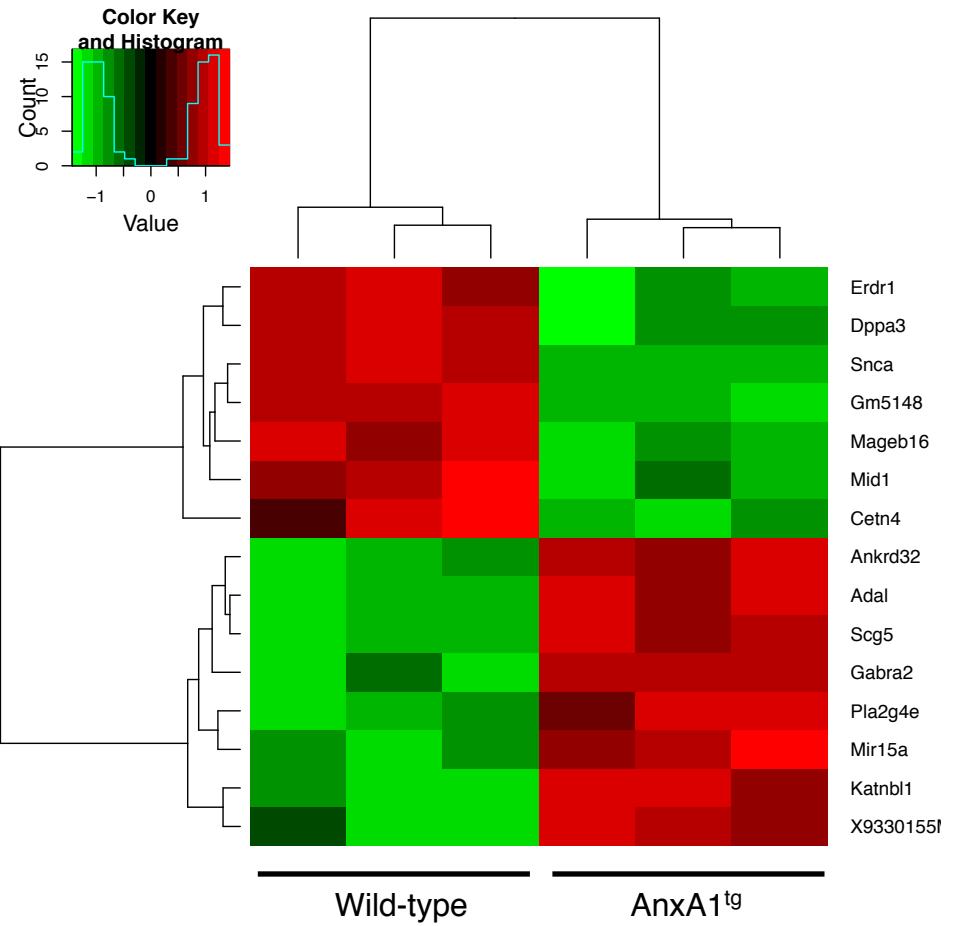 Color Key
and Histogram
Count
0 5 10 15
−1 0 1
Value
Erdr1
Dppa3
Snca
Gm5148
Mageb16
Mid1
Cetn4
Ankrd32
Adal
Scg5
Gabra2
Pla2g4e
Mir15a
Katnbl1
X9330155M
Wild-type AnxA1tg